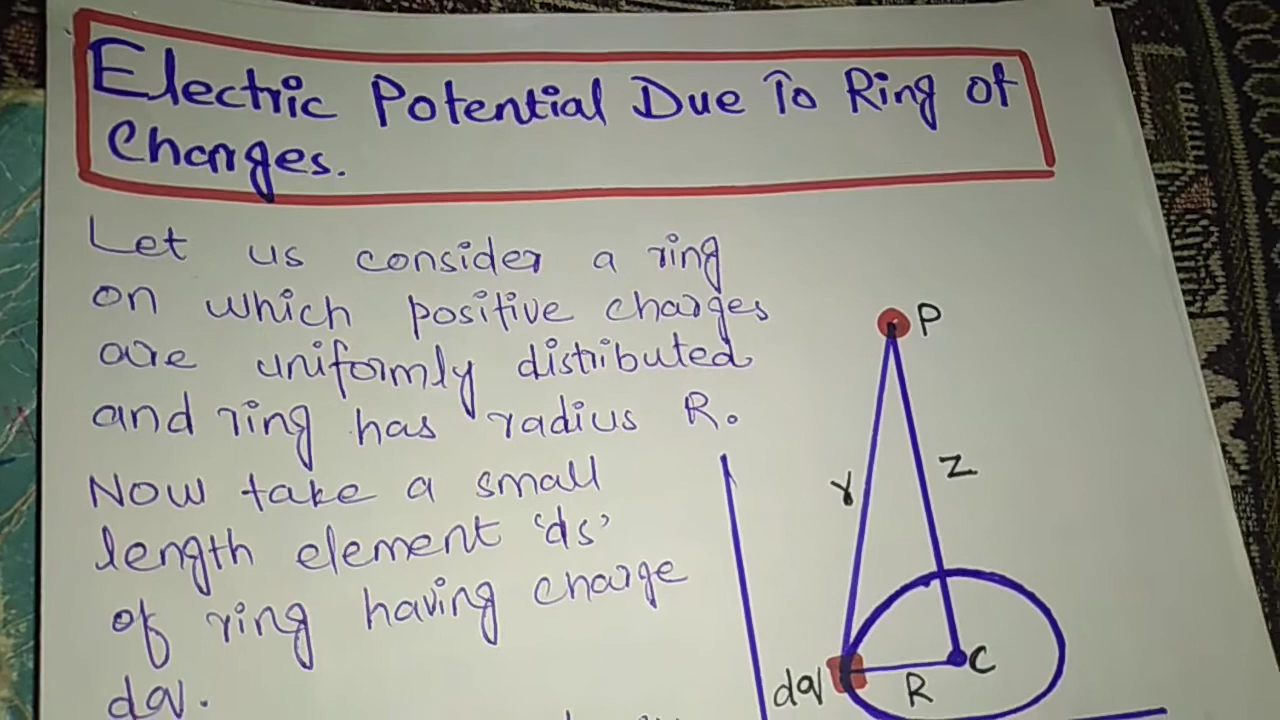 Electric Potential Due To Ring of
Charges.
Let us consider a ring
on which positive charges
are uniformly distributed
and ring has radius R.
Now take a small
length element 'ds'
of ring having charge
dq.
P
r
z
dq
R
C